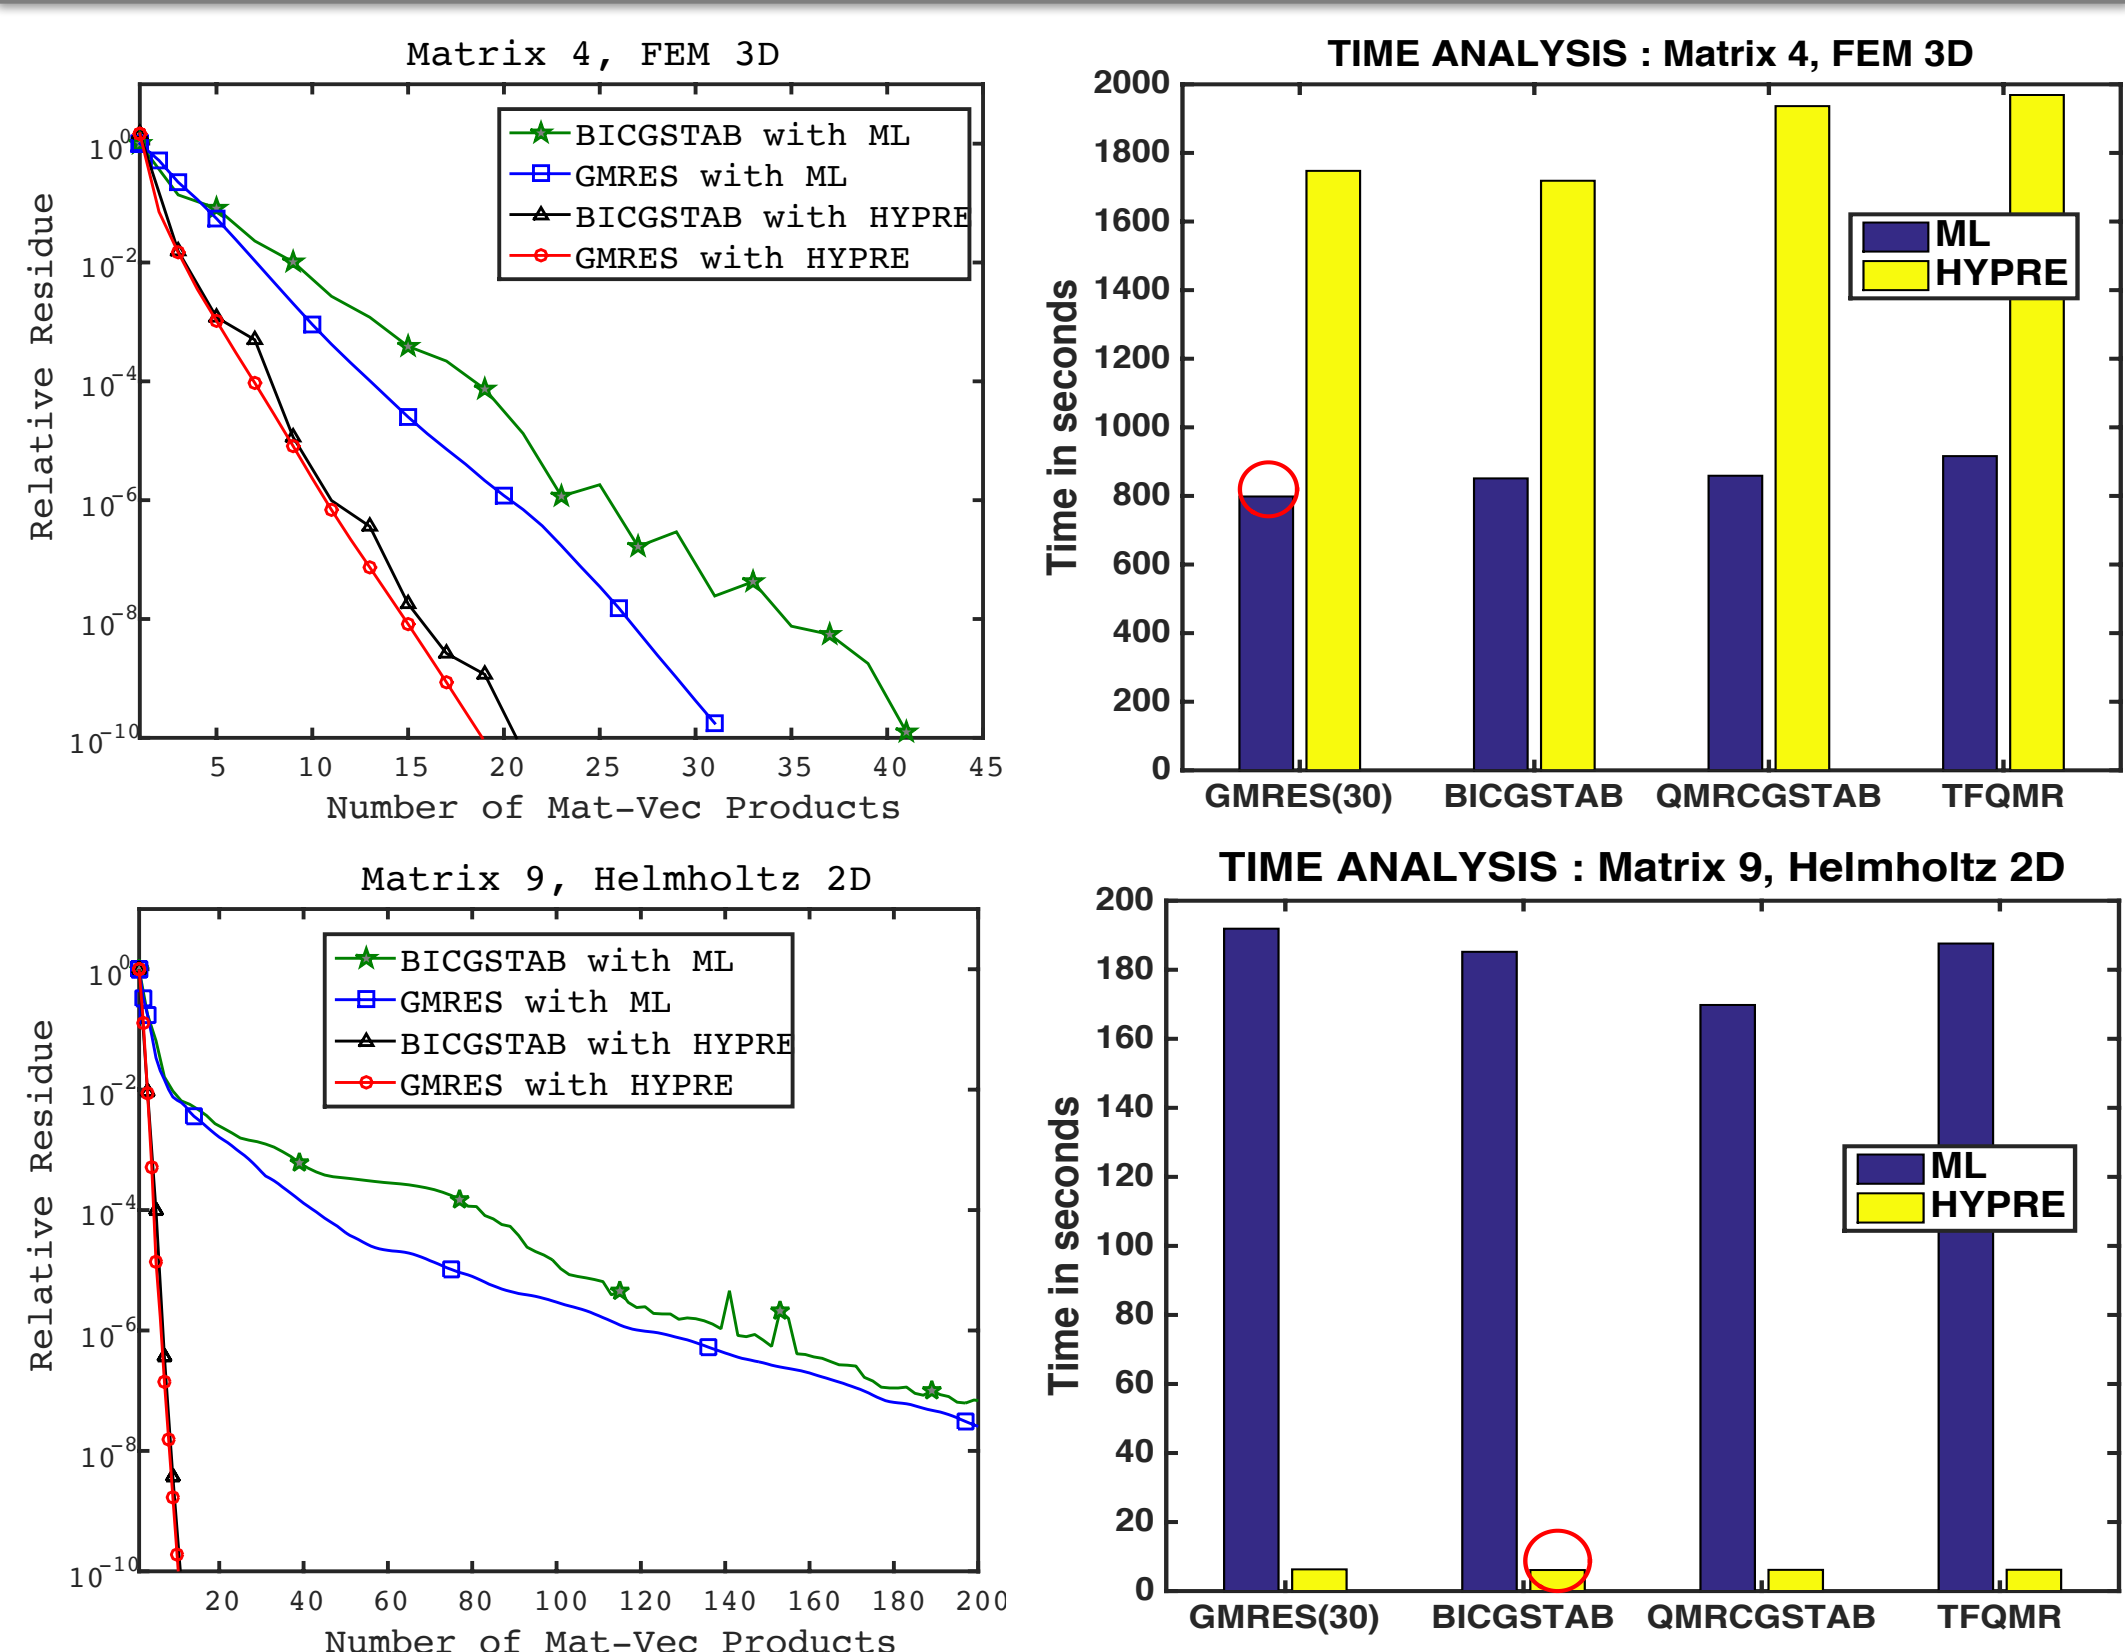 Matrix 4, FEM 3D
10^0
10^-2
10^-4
10^-6
10^-8
10^-10
Relative Residue
BICGSTAB with ML
GMRES with ML
BICGSTAB with HYPRE
GMRES with HYPRE
5 10 15 20 25 30 35 40 45
Number of Mat-Vec Products
TIME ANALYSIS : Matrix 4, FEM 3D
2000
1800
1600
1400
1200
1000
800
600
400
200
0
Time in seconds
ML
HYPRE
GMRES(30) BICGSTAB QMRCGSTAB TFQMR
Matrix 9, Helmholtz 2D
10^0
10^-2
10^-4
10^-6
10^-8
10^-10
Relative Residue
BICGSTAB with ML
GMRES with ML
BICGSTAB with HYPRE
GMRES with HYPRE
20 40 60 80 100 120 140 160 180 200
Number of Mat-Vec Products
TIME ANALYSIS : Matrix 9, Helmholtz 2D
200
180
160
140
120
100
80
60
40
20
0
Time in seconds
ML
HYPRE
GMRES(30) BICGSTAB QMRCGSTAB TFQMR